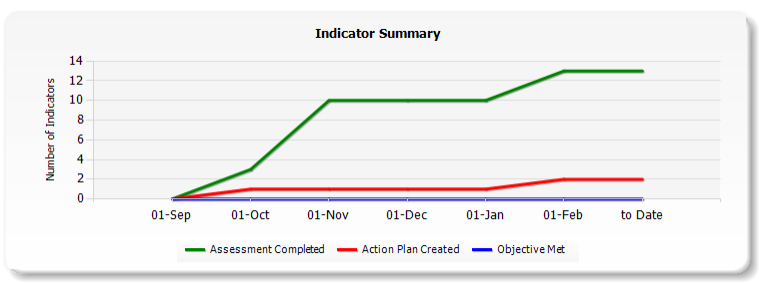 Indicator Summary
14
12
10
8
6
4
2
0
Number of Indicators
01-Sep 01-Oct 01-Nov 01-Dec 01-Jan 01-Feb to Date
Assessment Completed Action Plan Created Objective Met